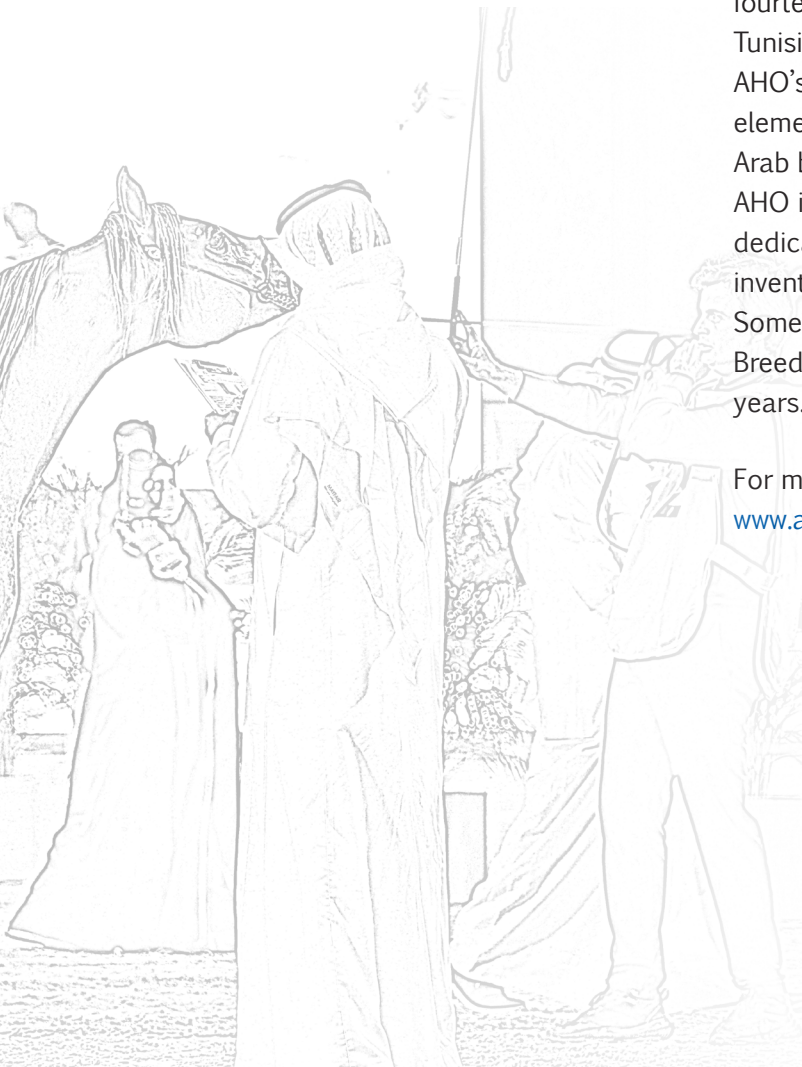 fourte
Tunisi
AHO's
eleme
Arab b
AHO i
dedica
invent
Some
Breed
years.
For m
www.a